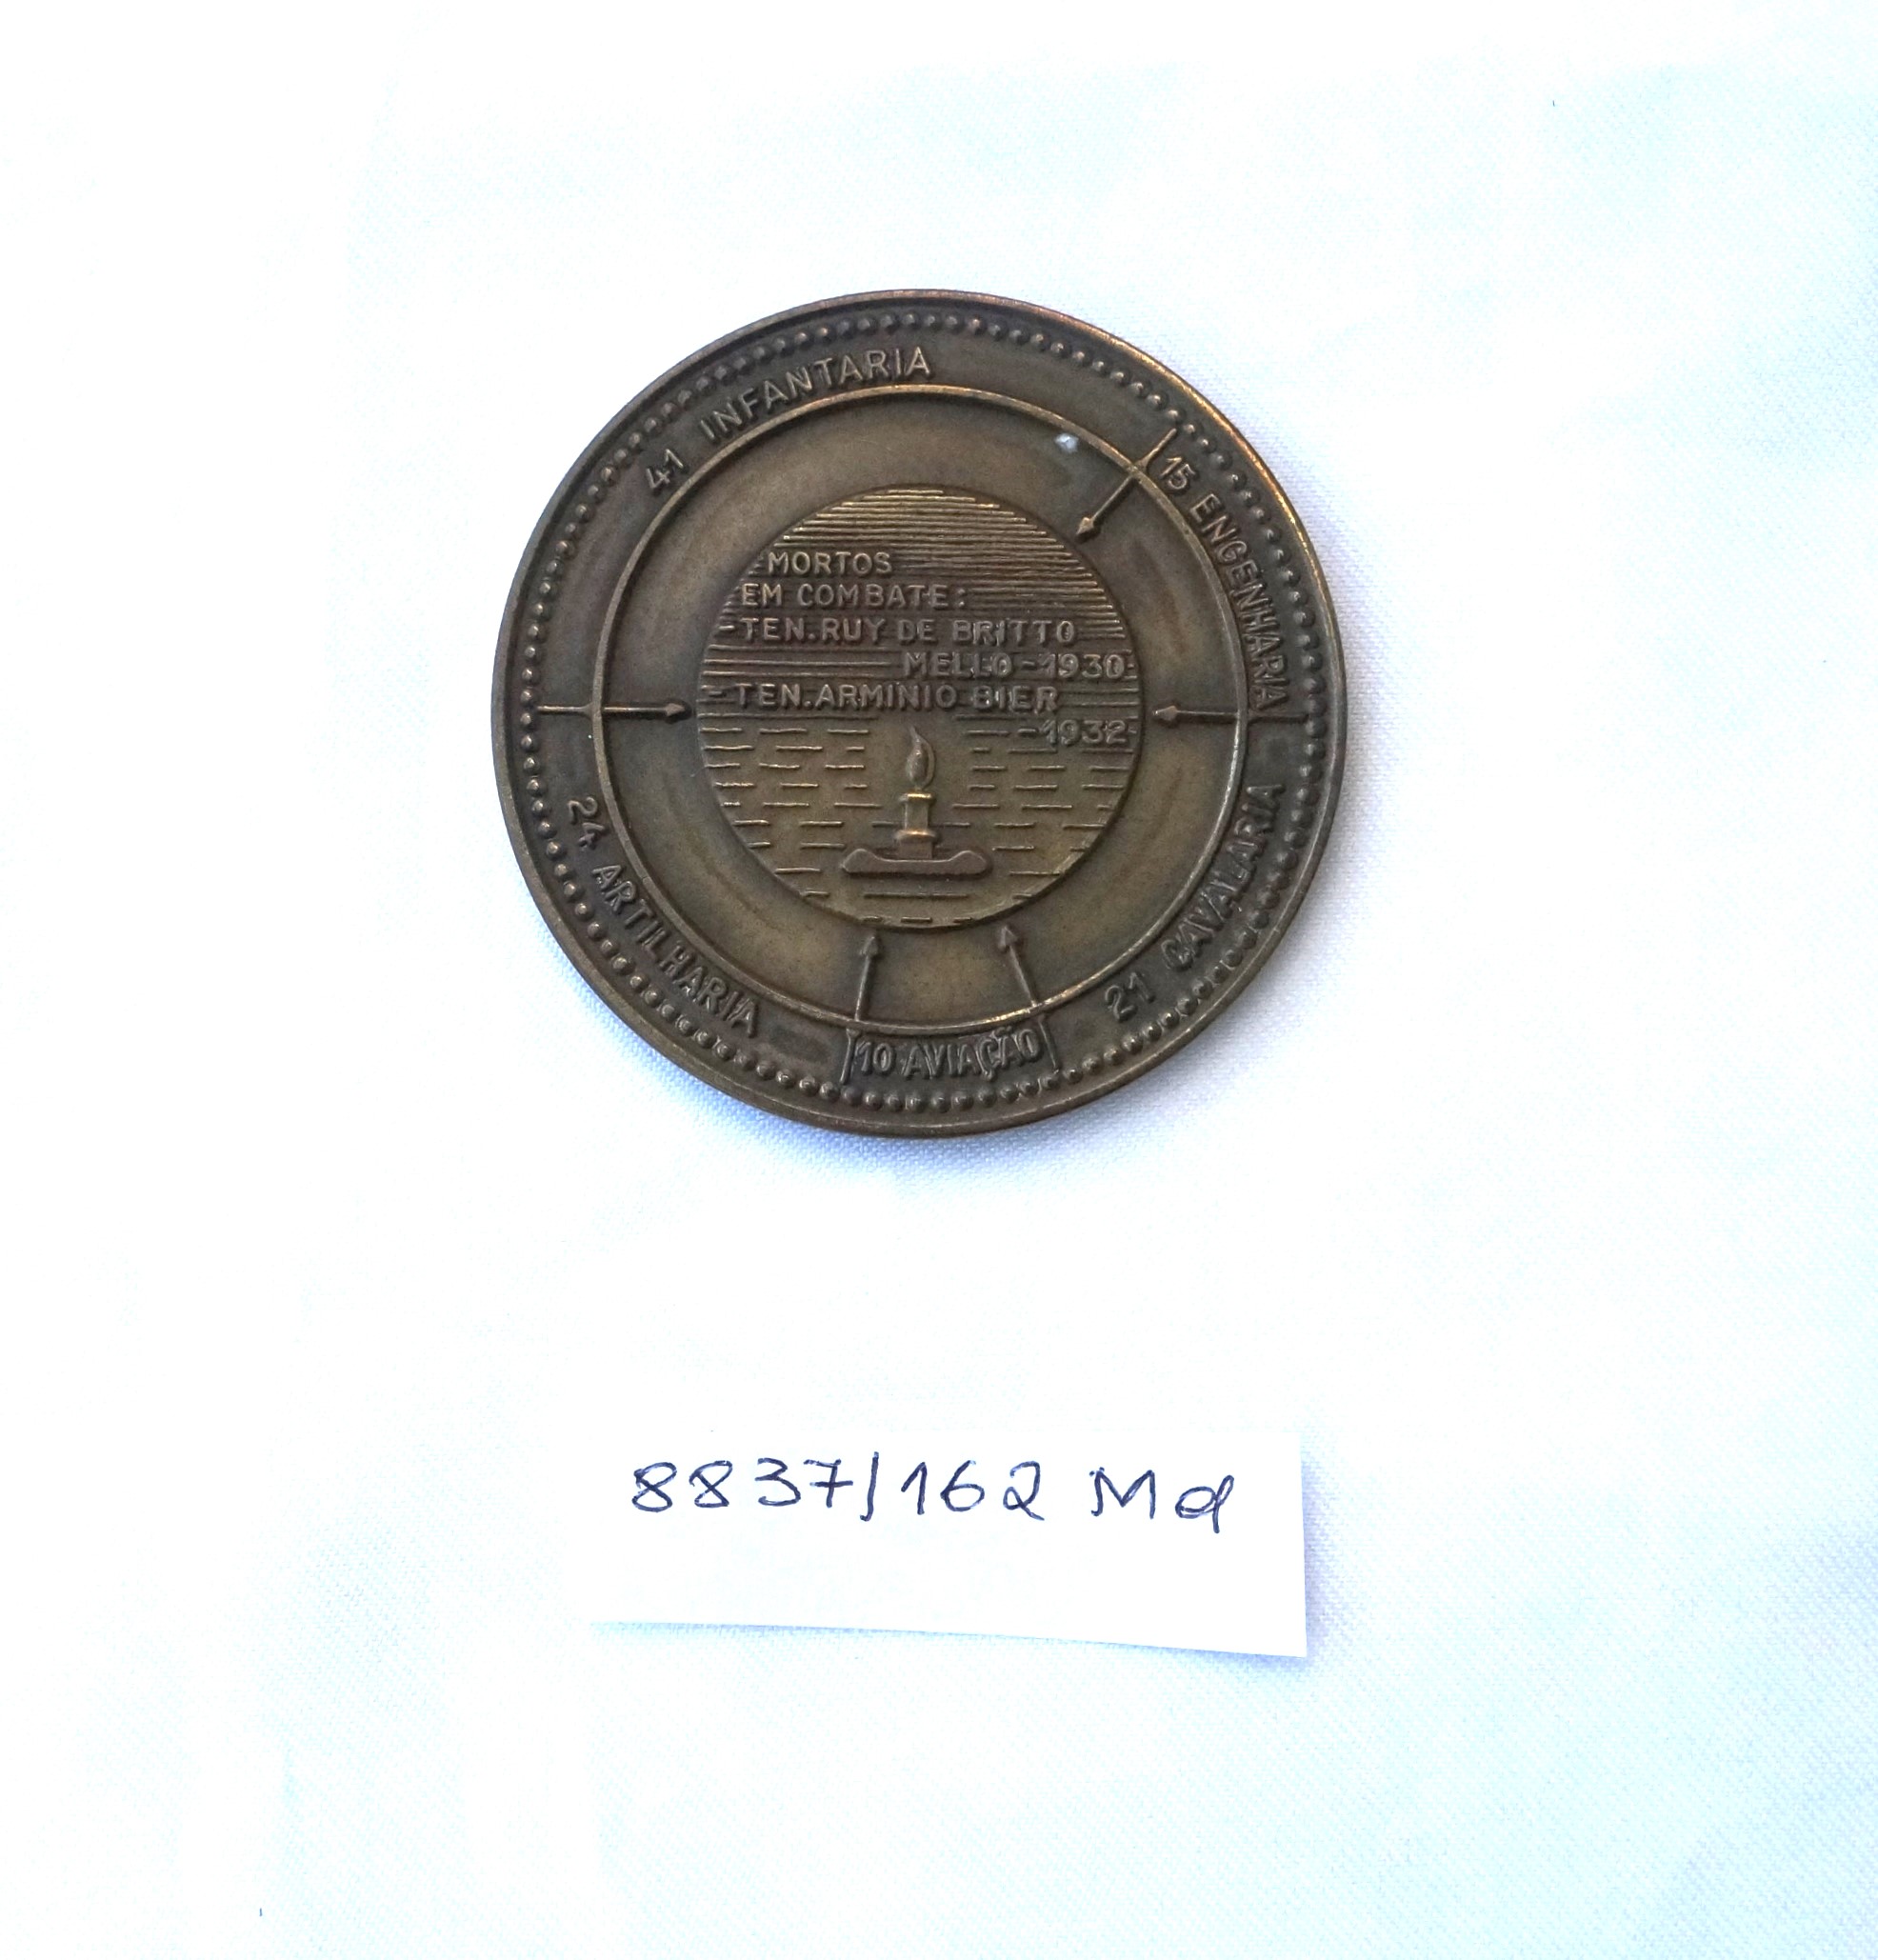 41 INFANTARIA
15 ENGENHARIA
21 CAVALARIA
10 AVIAÇÃO
24 ARTILHARIA
MORTOS
EM COMBATE:
-TEN. RUY DE BRITTO
MELLO-1930
-TEN. ARMINIO BIER
-1932
8837/162 Md